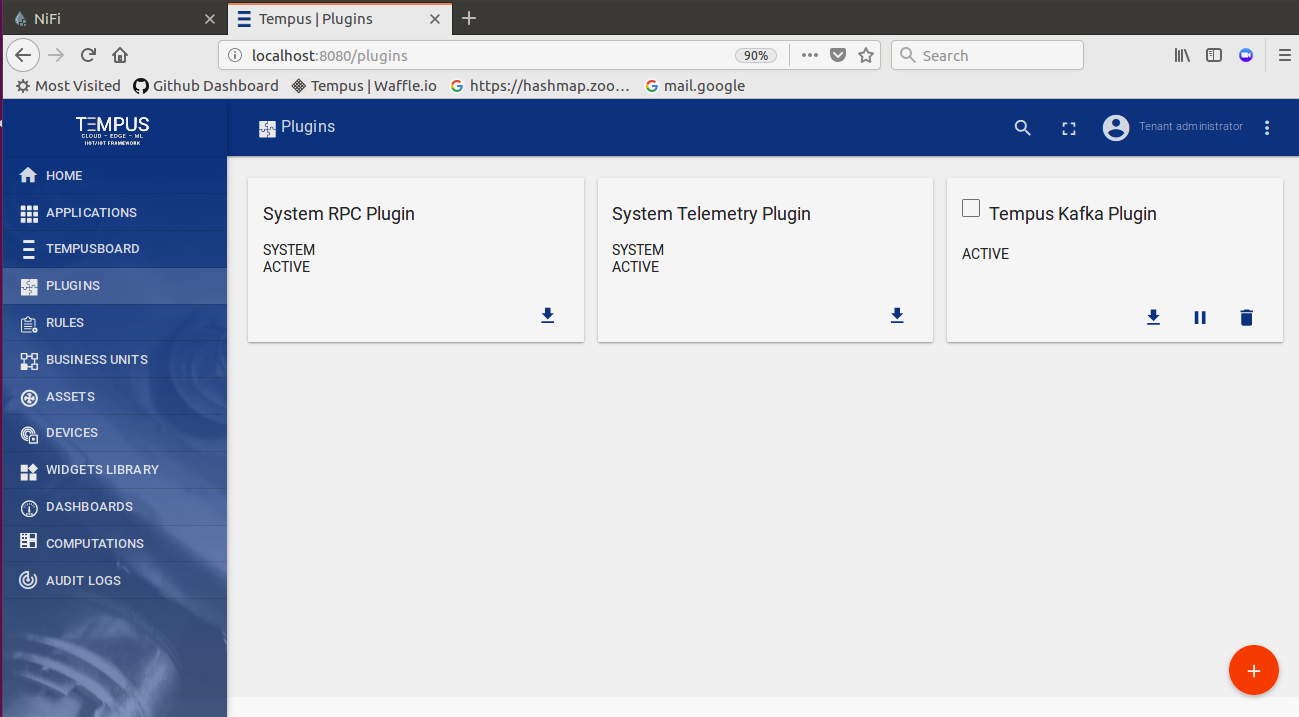 NiFi
Tempus | Plugins
localhost:8080/plugins
90%
Search
Most Visited
Github Dashboard
Tempus | Waffle.io
https://hashmap.zoo...
mail.google
TEMPUS
CLOUD - EDGE - ML
IIOT/IOT FRAMEWORK
Plugins
Tenant administrator
HOME
APPLICATIONS
TEMPUSBOARD
PLUGINS
RULES
BUSINESS UNITS
ASSETS
DEVICES
WIDGETS LIBRARY
DASHBOARDS
COMPUTATIONS
AUDIT LOGS
System RPC Plugin
SYSTEM
ACTIVE
System Telemetry Plugin
SYSTEM
ACTIVE
Tempus Kafka Plugin
ACTIVE